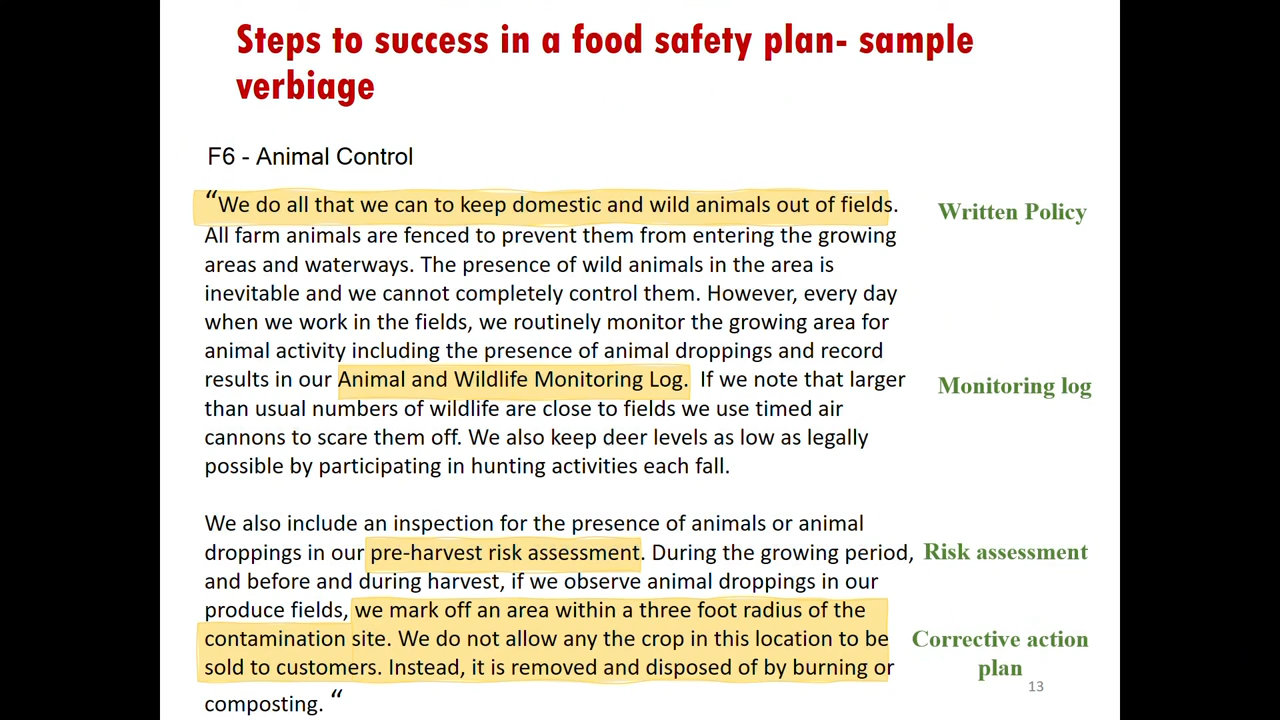 Steps to success in a food safety plan- sample
verbiage
F6 - Animal Control
“We do all that we can to keep domestic and wild animals out of fields.
Written Policy
All farm animals are fenced to prevent them from entering the growing
areas and waterways. The presence of wild animals in the area is
inevitable and we cannot completely control them. However, every day
when we work in the fields, we routinely monitor the growing area for
animal activity including the presence of animal droppings and record
results in our Animal and Wildlife Monitoring Log. If we note that larger
Monitoring log
than usual numbers of wildlife are close to fields we use timed air
cannons to scare them off. We also keep deer levels as low as legally
possible by participating in hunting activities each fall.
We also include an inspection for the presence of animals or animal
droppings in our pre-harvest risk assessment. During the growing period,
Risk assessment
and before and during harvest, if we observe animal droppings in our
produce fields, we mark off an area within a three foot radius of the
contamination site. We do not allow any the crop in this location to be
sold to customers. Instead, it is removed and disposed of by burning or
composting. “
Corrective action
plan
13